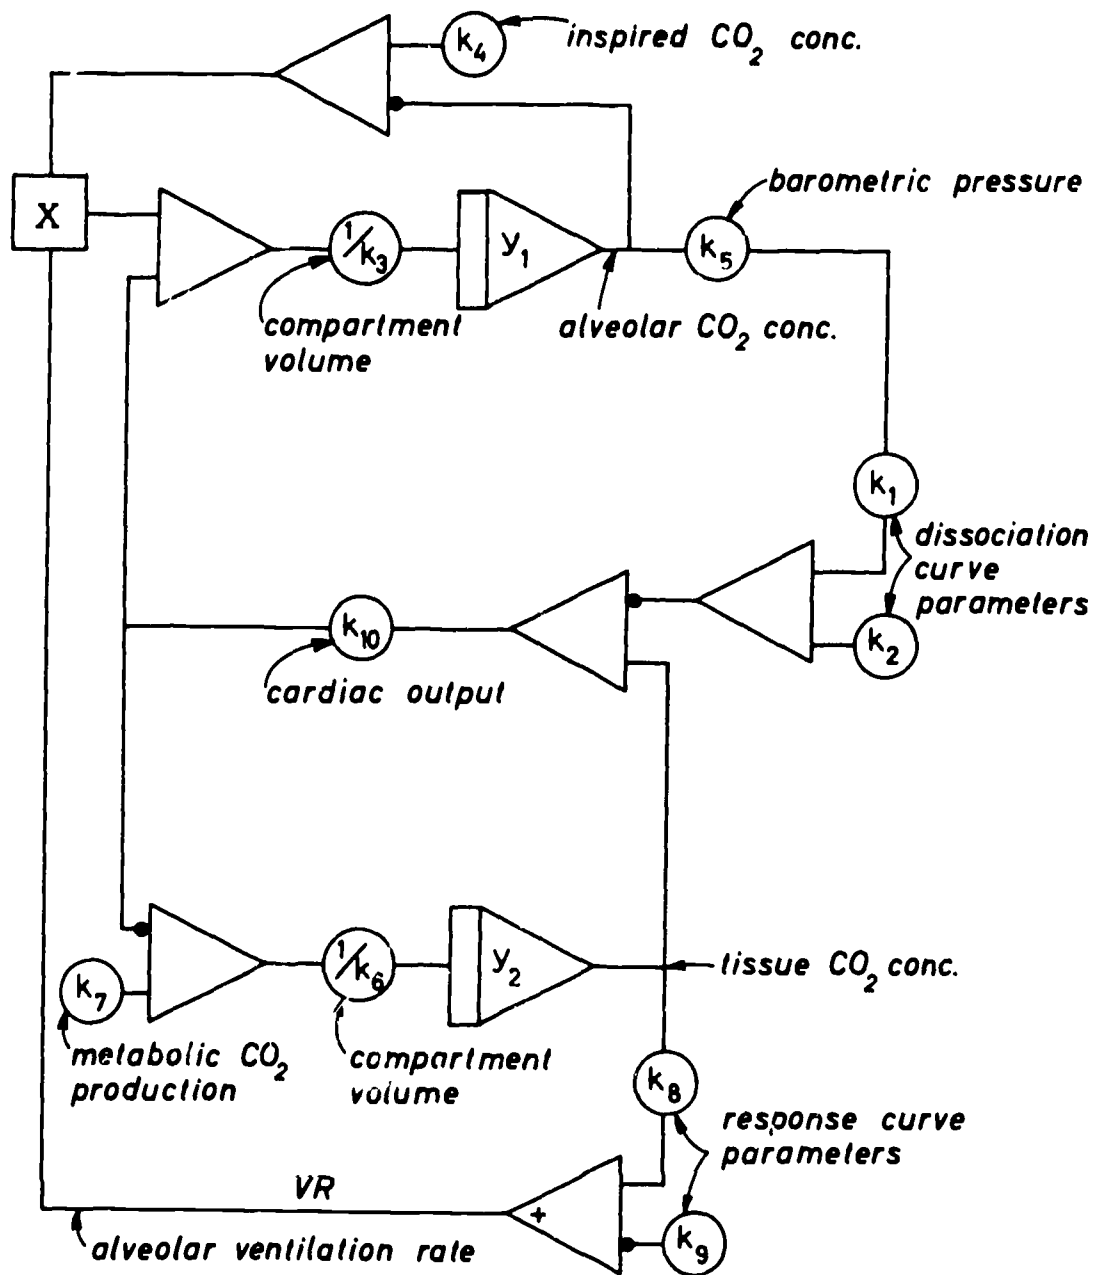 k4
inspired CO2 conc.
X
1/k3
y1
barometric pressure
k5
compartment
volume
alveolar CO2 conc.
k1
dissociation
curve
parameters
k10
k2
cardiac output
1/k6
y2
tissue CO2 conc.
k7
metabolic CO2
production
compartment
volume
k8
response curve
parameters
VR
+
k9
alveolar ventilation rate